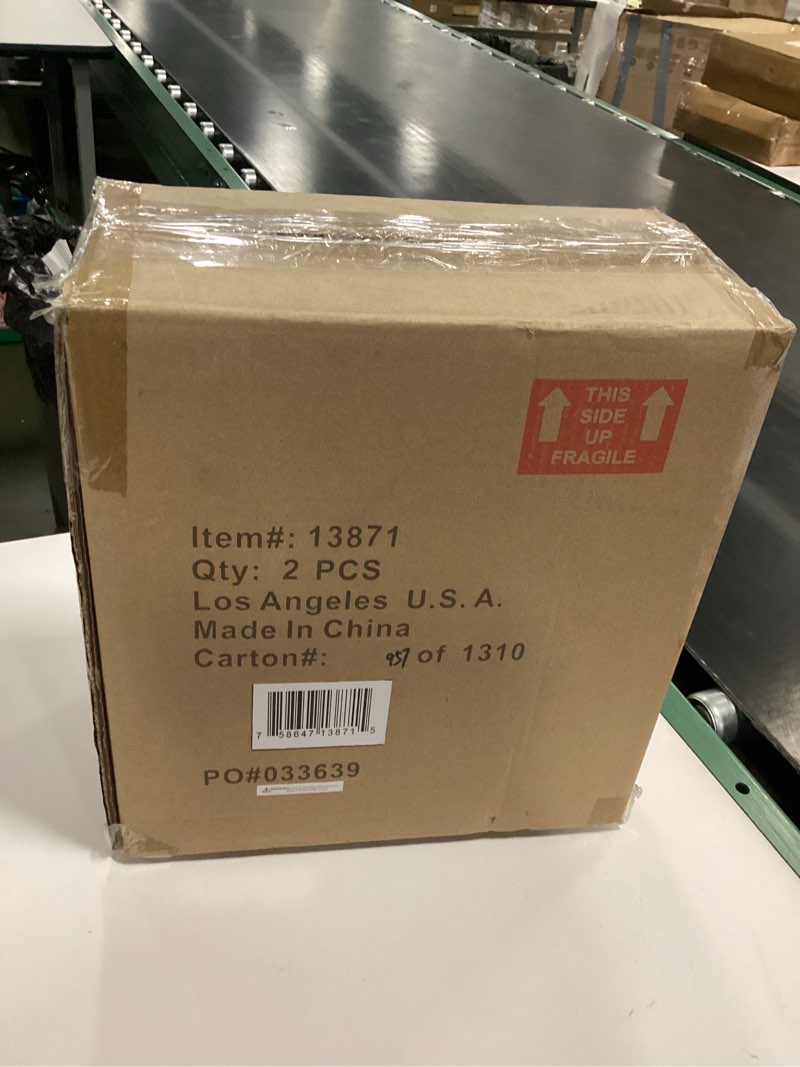 THIS
SIDE
UP
FRAGILE
Item#: 13871
Qty: 2 PCS
Los Angeles U.S.A.
Made In China
Carton#: 957 of 1310
7 58647 13871 5
PO#033639